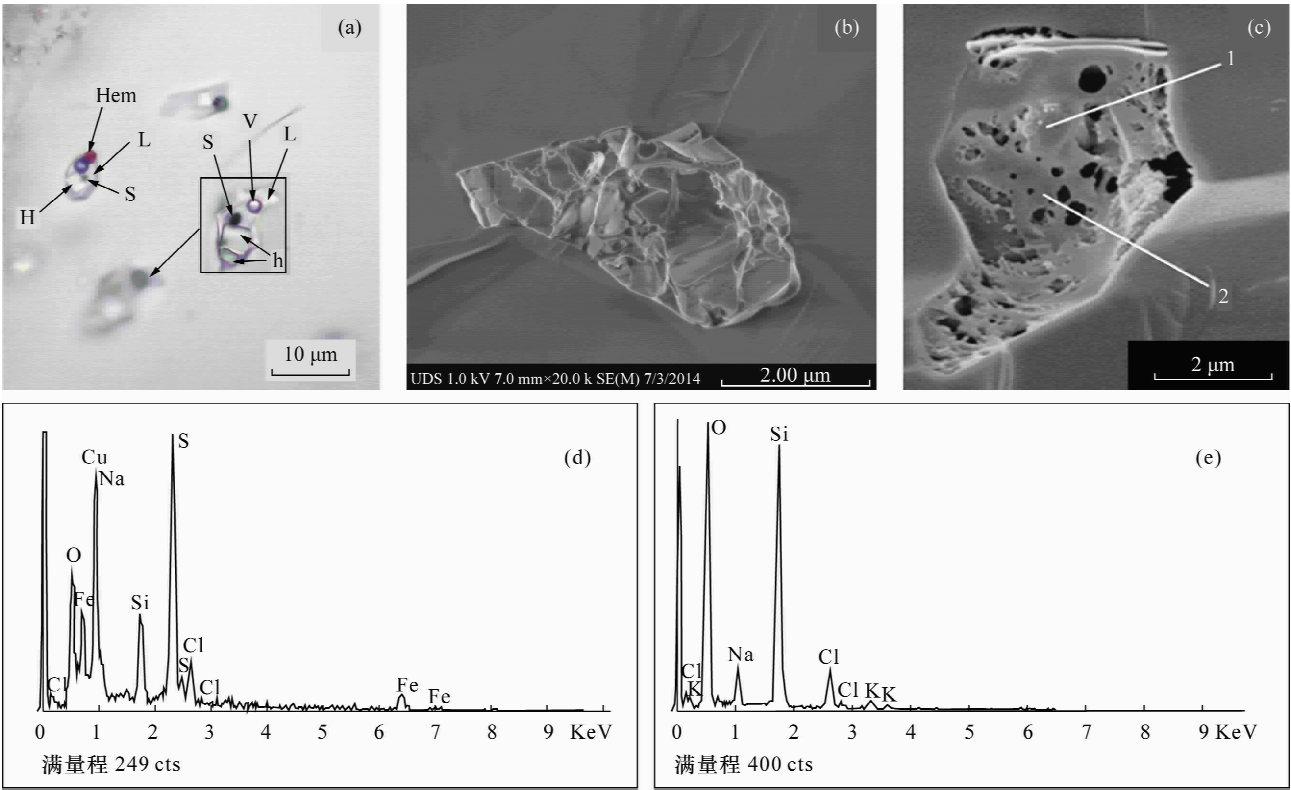 (a)
Hem
L
V
L
S
S
H
h
10 μm
(b)
UDS 1.0 kV 7.0 mm×20.0 k SE(M) 7/3/2014
2.00 μm
(c)
1
2
2 μm
(d)
S
Cu
Na
O
Fe
Si
Cl
S
Cl
Cl
Fe
Fe
0 1 2 3 4 5 6 7 8 9 KeV
满量程 249 cts
(e)
O
Si
Na
Cl
Cl
K
Cl
K K
0 1 2 3 4 5 6 7 8 9 KeV
满量程 400 cts